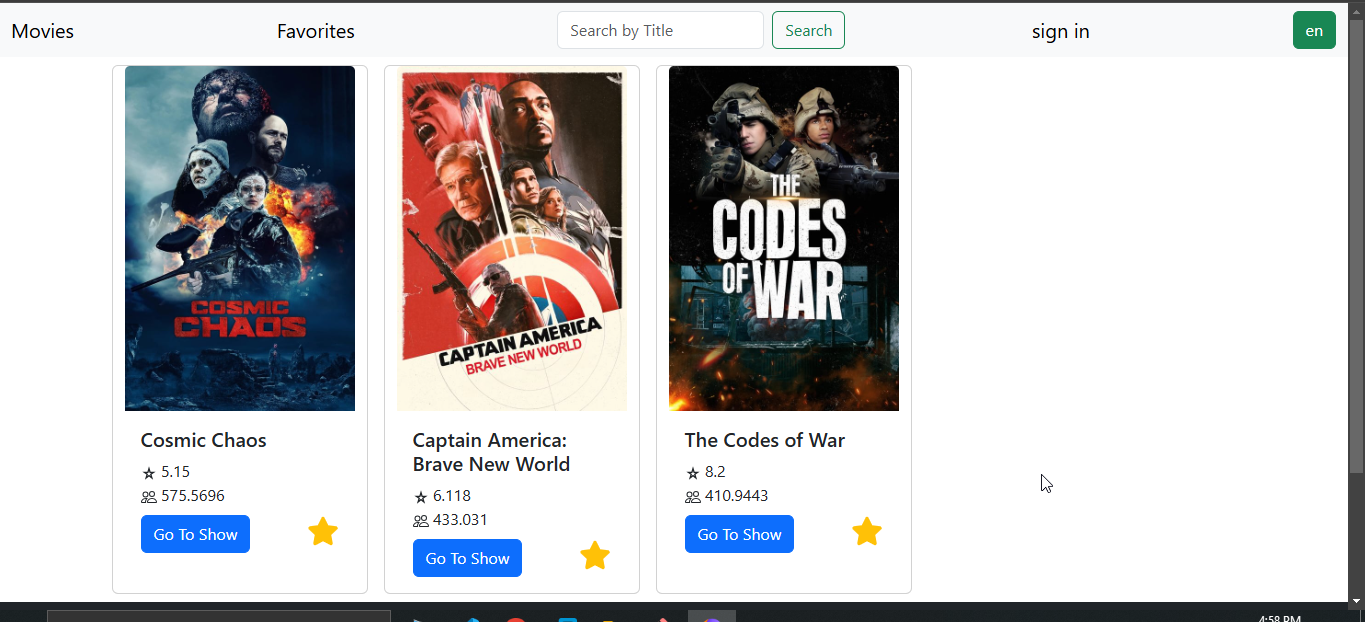 Movies
Favorites
Search by Title
Search
sign in
en
COSMIC
CHAOS
CAPTAIN AMERICA
BRAVE NEW WORLD
THE
CODES
OF WAR
Cosmic Chaos
5.15
575.5696
Go To Show
Captain America:
Brave New World
6.118
433.031
Go To Show
The Codes of War
8.2
410.9443
Go To Show
4:58 PM